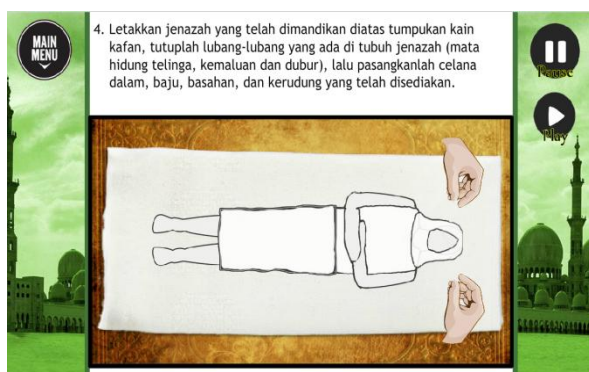 MAIN
MENU
4. Letakkan jenazah yang telah dimandikan diatas tumpukan kain
kafan, tutuplah lubang-lubang yang ada di tubuh jenazah (mata
hidung telinga, kemaluan dan dubur), lalu pasangkanlah celana
dalam, baju, basahan, dan kerudung yang telah disediakan.
Pause
Play